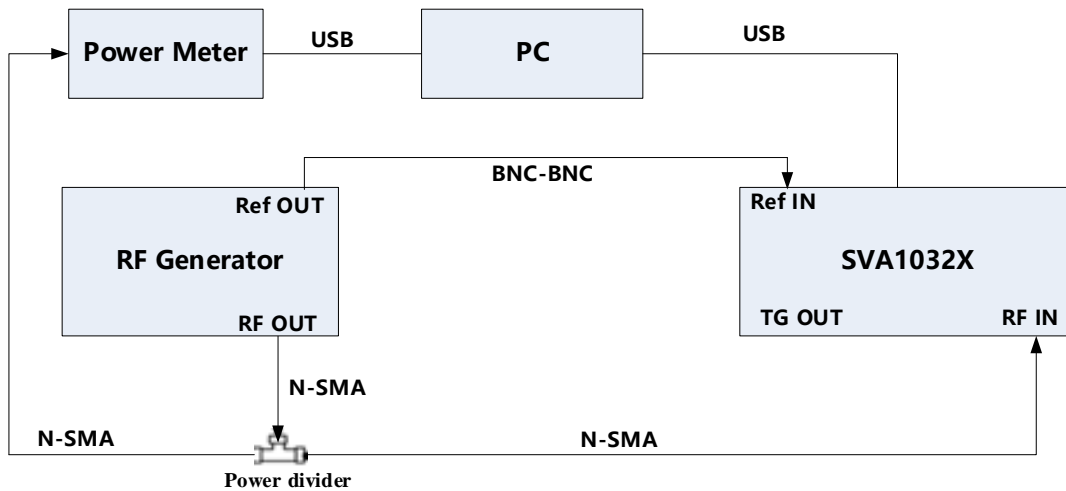 Power Meter
USB
PC
USB
BNC-BNC
Ref OUT
Ref IN
RF Generator
SVA1032X
RF OUT
TG OUT
RF IN
N-SMA
N-SMA
N-SMA
Power divider